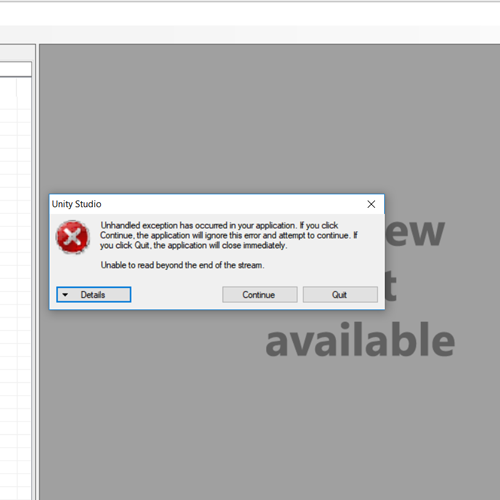 Unity Studio
Unhandled exception has occurred in your application. If you click
Continue, the application will ignore this error and attempt to continue. If
you click Quit, the application will close immediately.
Unable to read beyond the end of the stream.
Details
Continue
Quit
available